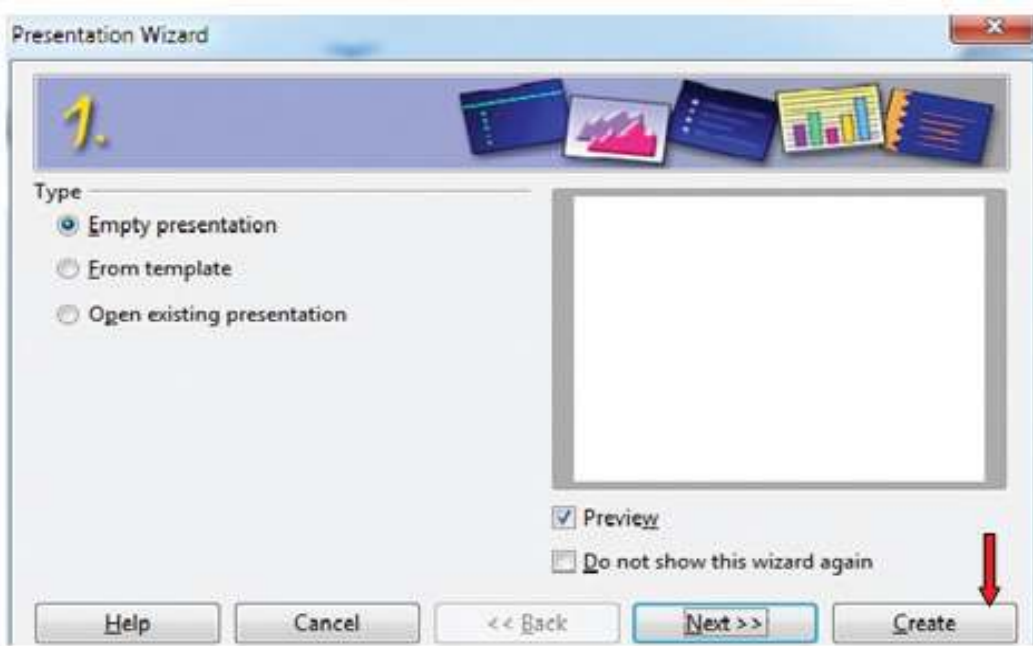 Presentation Wizard
1.
Type
Empty presentation
From template
Open existing presentation
Preview
Do not show this wizard again
Help
Cancel
<< Back
Next >>
Create